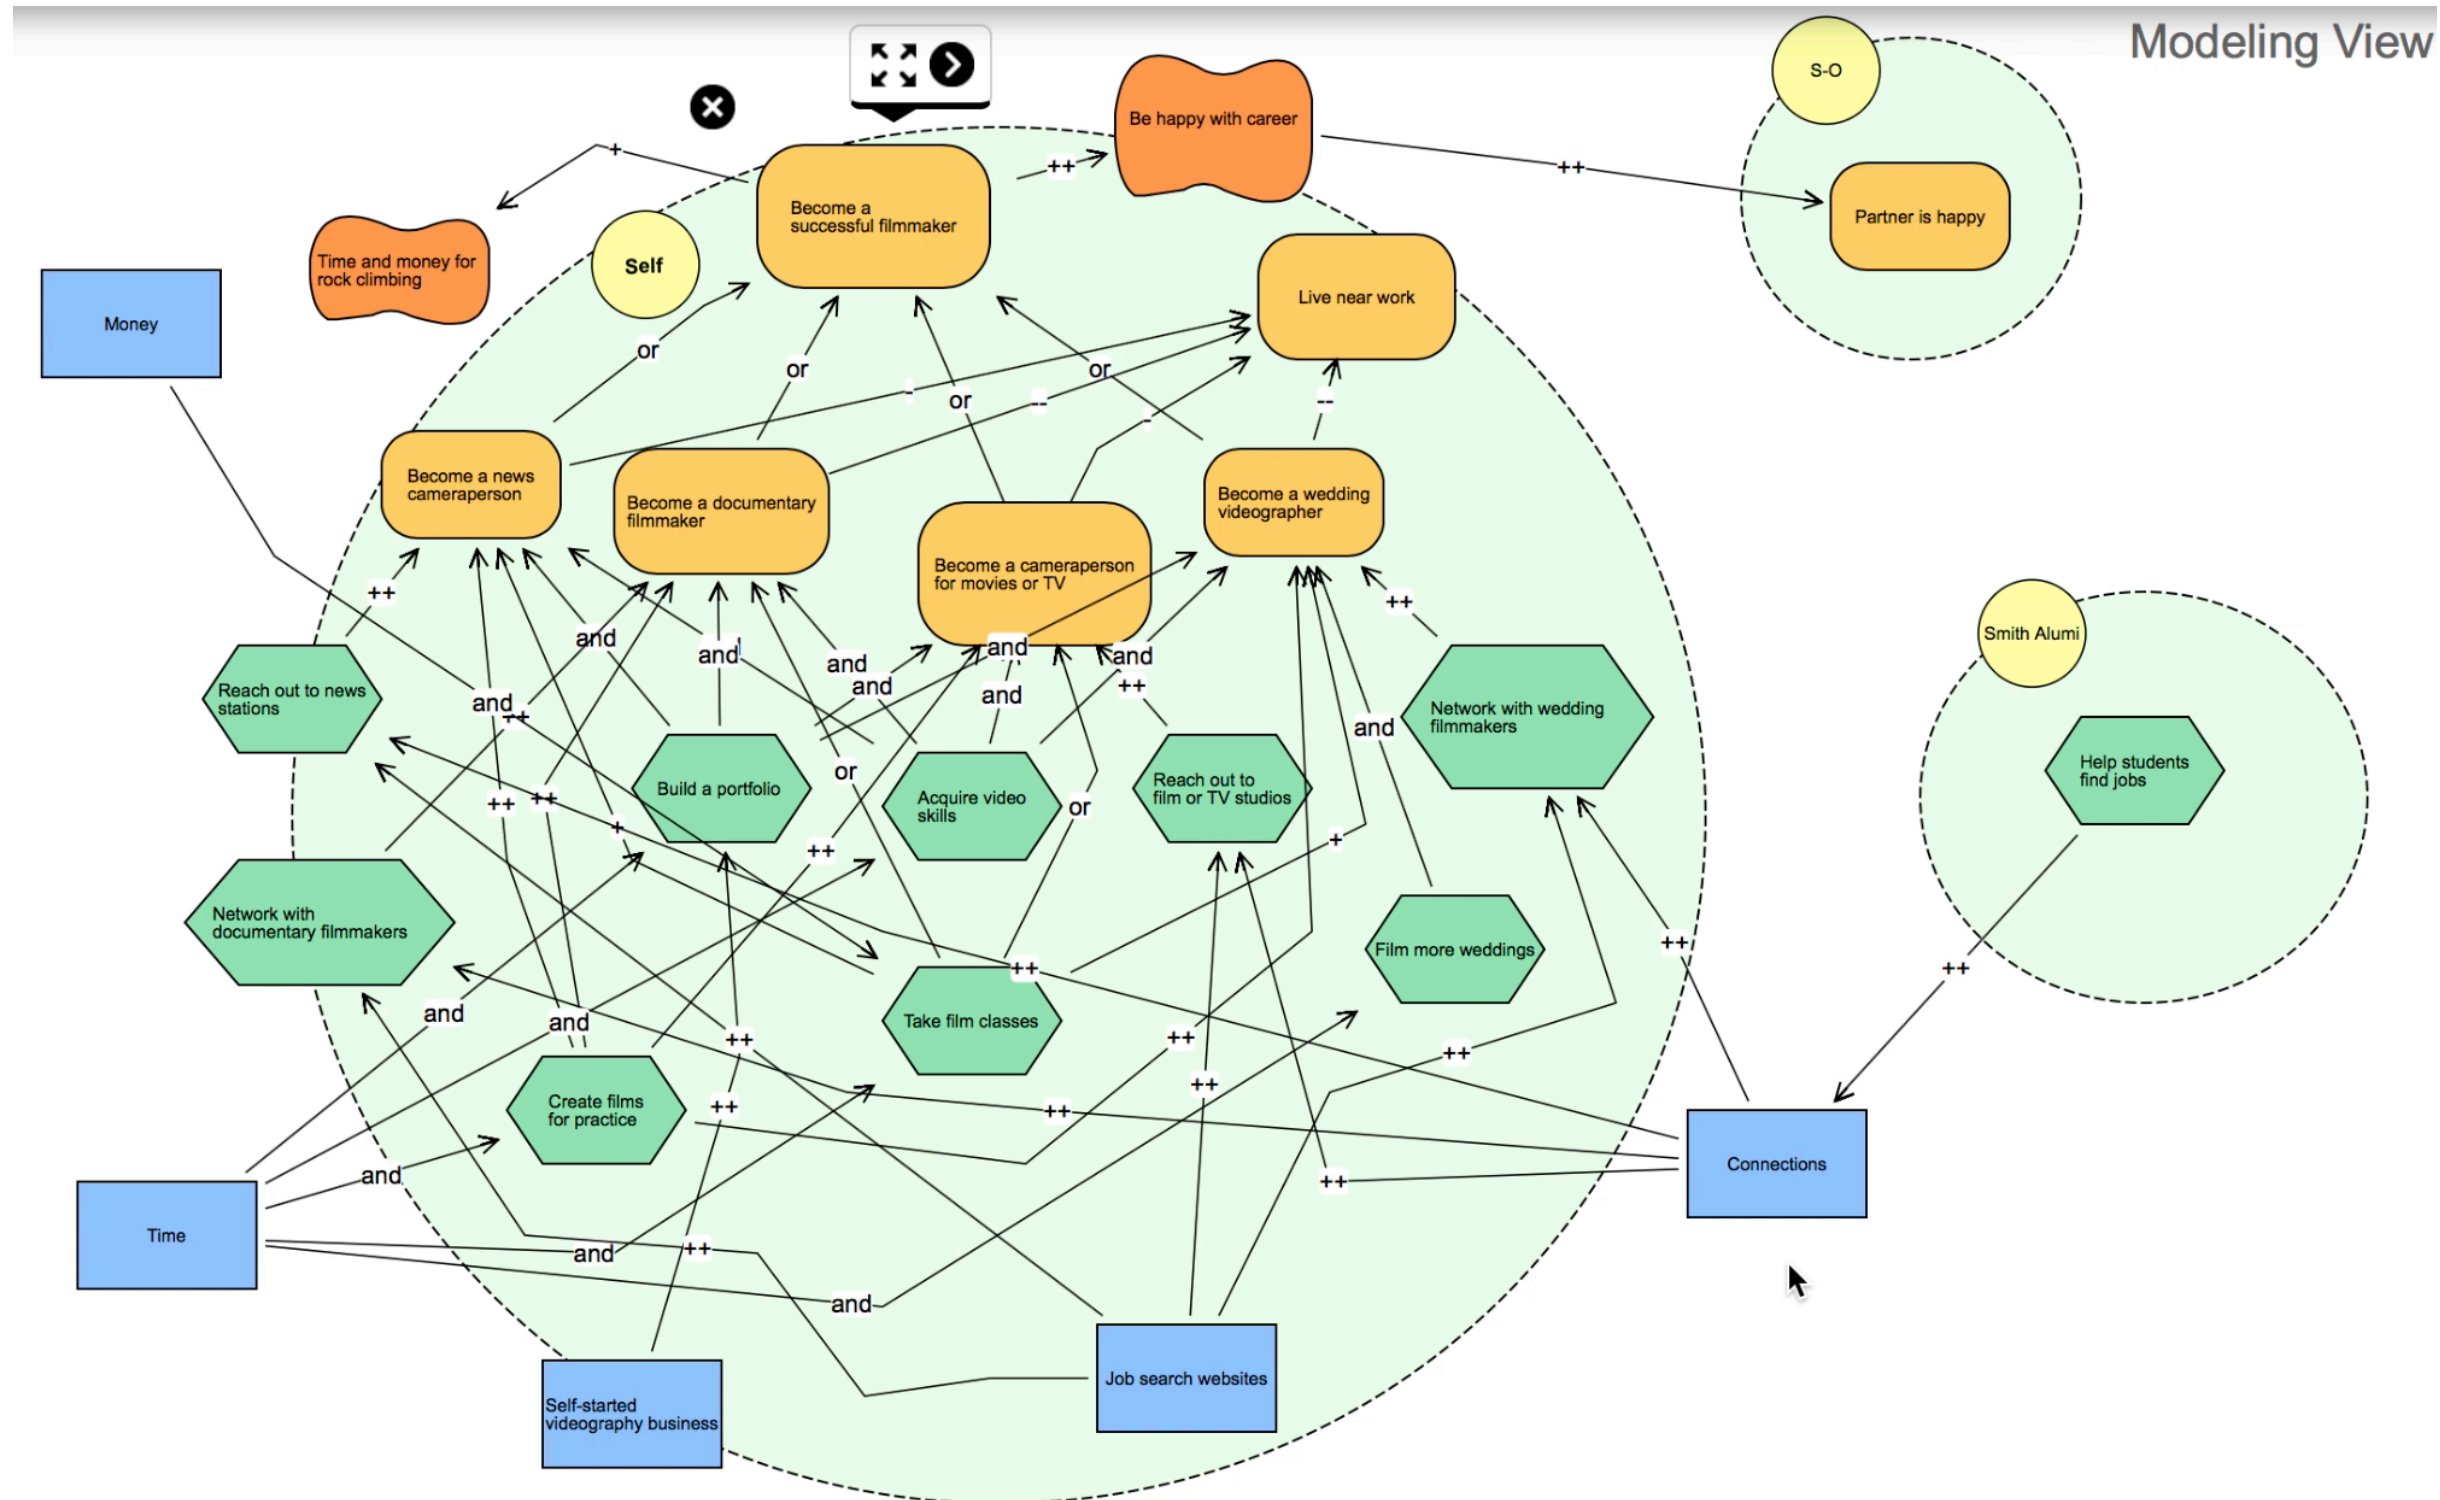 Modeling View
S-O
Be happy with career
++
+
++
Become a
successful filmmaker
Partner is happy
Time and money for
rock climbing
Self
Live near work
Money
or
or
or
or
-
--
-
--
Become a news
cameraperson
Become a documentary
filmmaker
Become a wedding
videographer
Become a cameraperson
for movies or TV
++
++
and
and
and
and
and
and
and
++
Smith Alumi
Reach out to news
stations
and
++
Network with wedding
filmmakers
and
Help students
find jobs
Build a portfolio
Acquire video
skills
Reach out to
film or TV studios
or
or
++
++
+
++
+
Network with
documentary filmmakers
Film more weddings
++
++
++
Take film classes
and
and
++
++
++
++
++
++
Create films
for practice
++
Connections
and
++
Time
and
++
and
Job search websites
Self-started
videography business